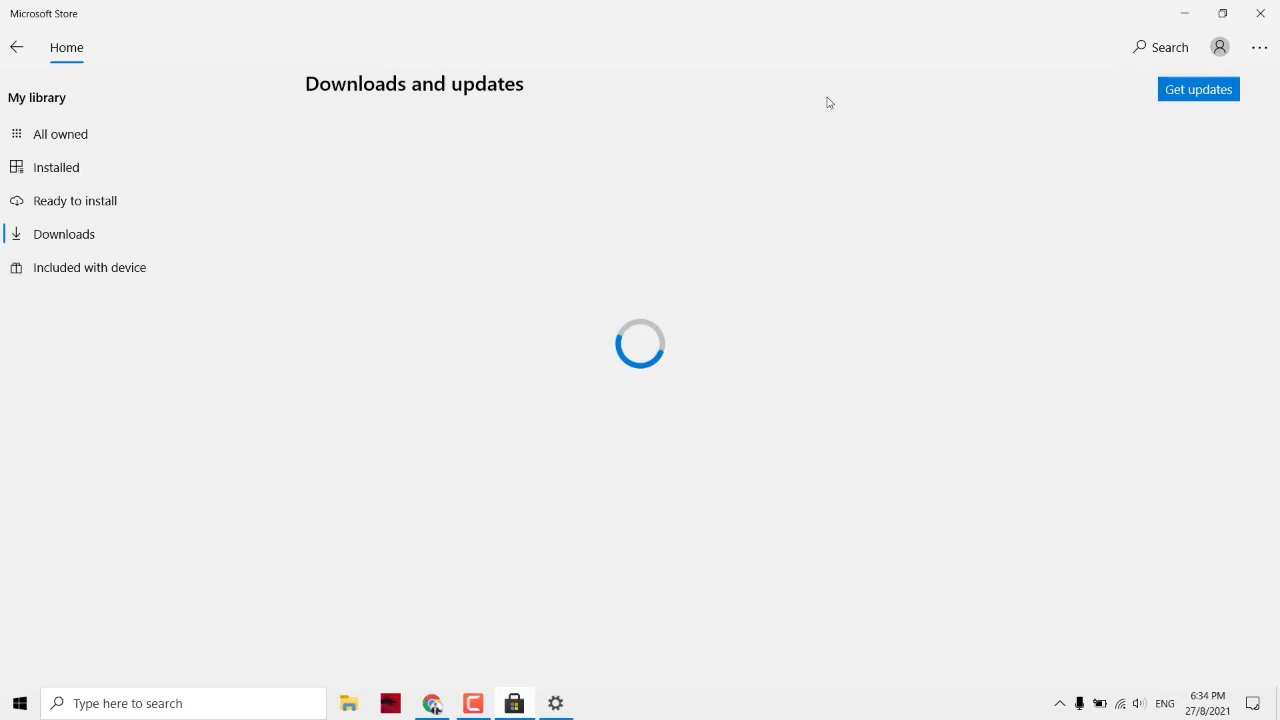 Microsoft Store
Home
Search
Downloads and updates
Get updates
My library
All owned
Installed
Ready to install
Downloads
Included with device
Type here to search
ENG
6:34 PM
27/8/2021